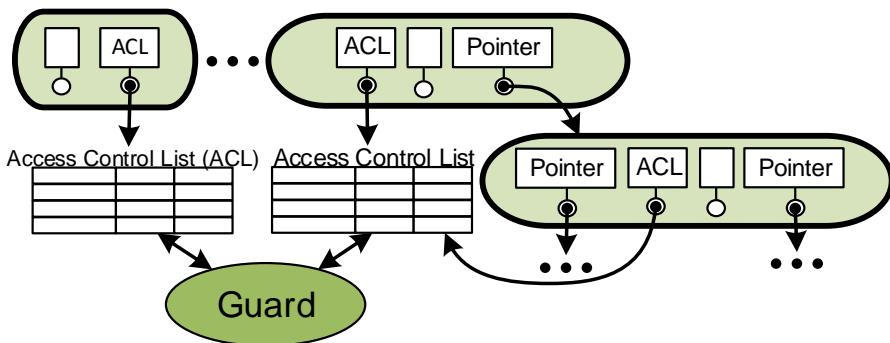 ACL
ACL
Pointer
Access Control List (ACL)
Access Control List
Pointer
ACL
Pointer
Guard